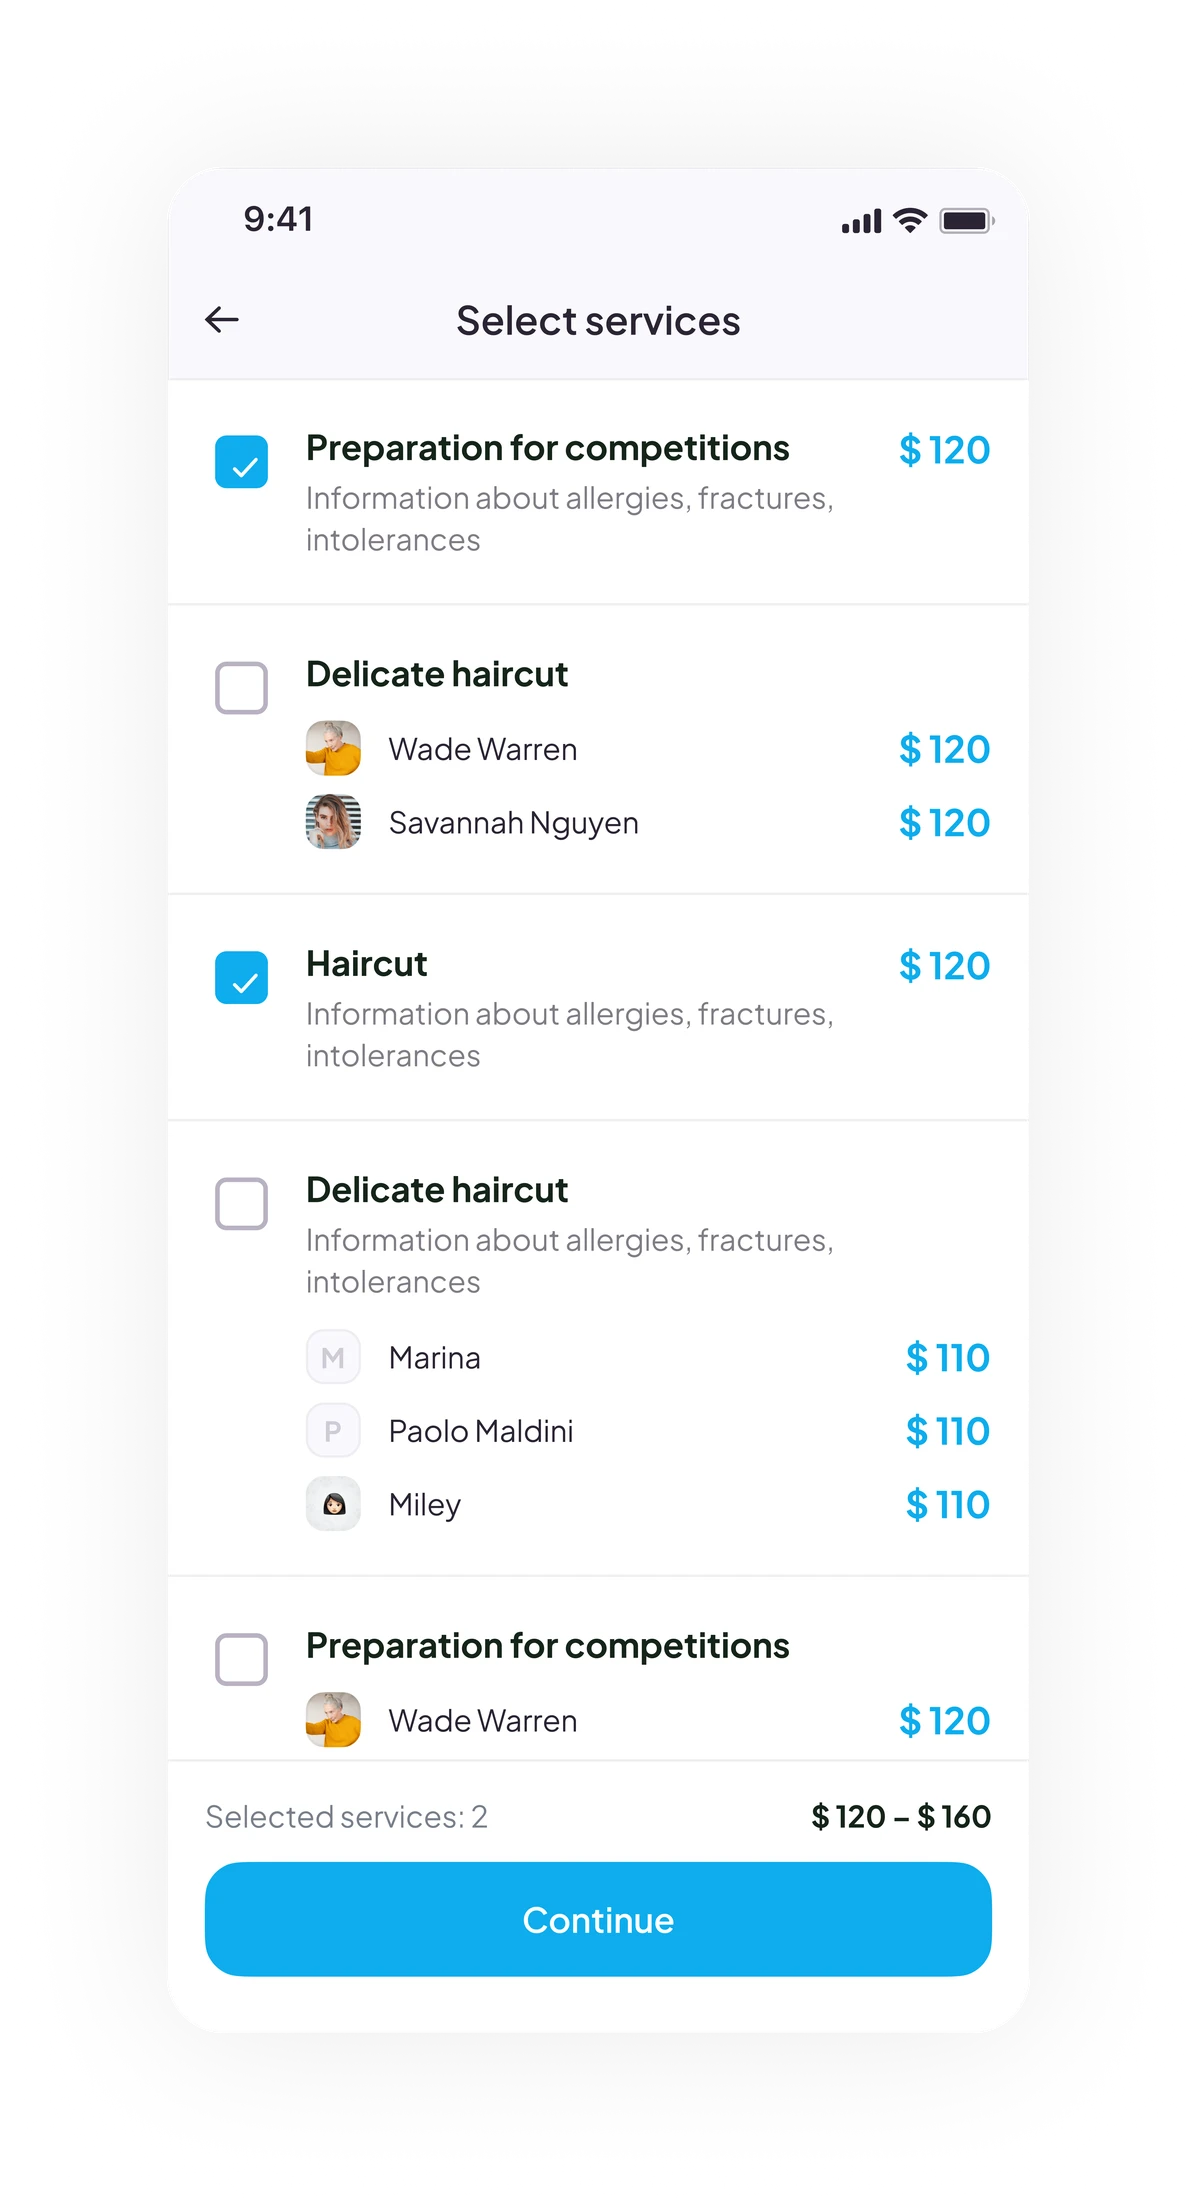 9:41
Select services
Preparation for competitions $ 120
Information about allergies, fractures,
intolerances
Delicate haircut
Wade Warren $ 120
Savannah Nguyen $ 120
Haircut $ 120
Information about allergies, fractures,
intolerances
Delicate haircut
Information about allergies, fractures,
intolerances
M Marina $ 110
P Paolo Maldini $ 110
Miley $ 110
Preparation for competitions
Wade Warren $ 120
Selected services: 2 $ 120 – $ 160
Continue